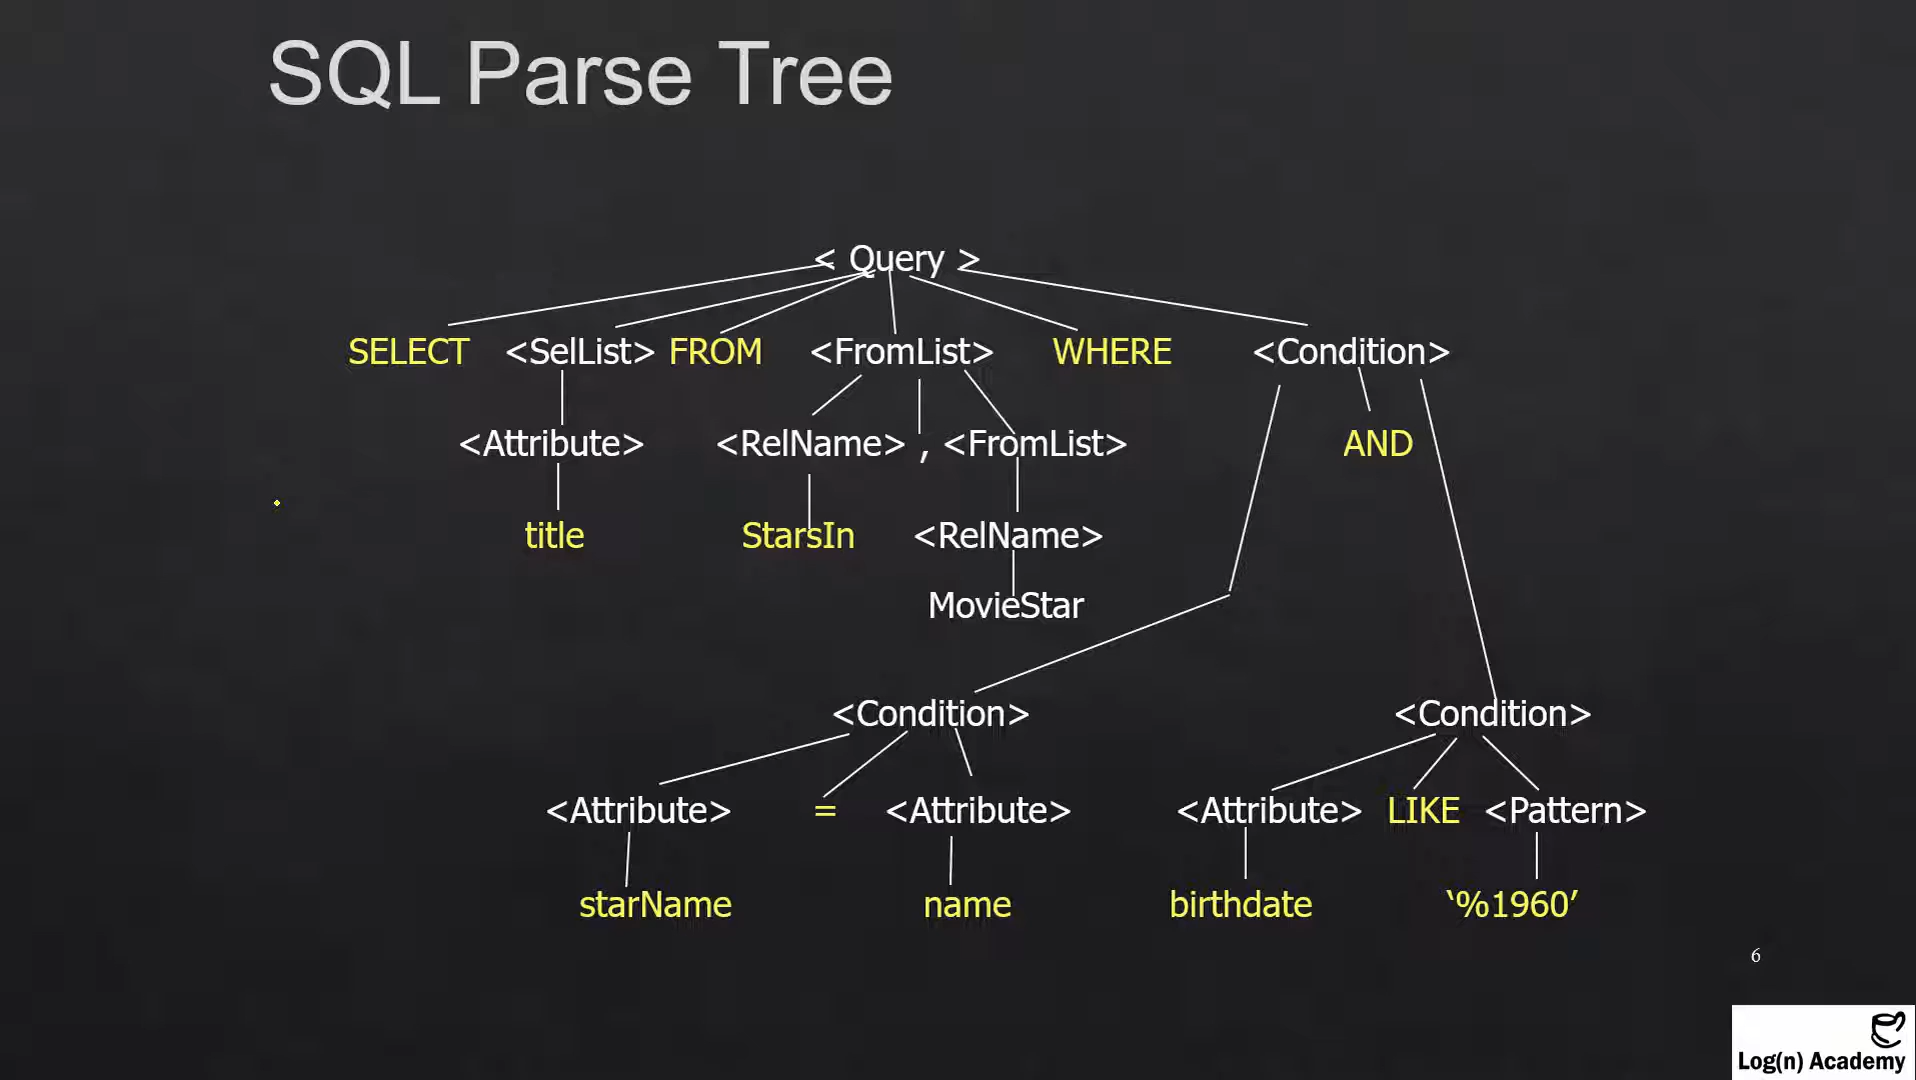 SQL Parse Tree
< Query >
SELECT <SelList> FROM <FromList> WHERE <Condition>
<Attribute> <RelName> , <FromList> AND
title StarsIn <RelName>
MovieStar
<Condition> <Condition>
<Attribute> = <Attribute> <Attribute> LIKE <Pattern>
starName name birthdate ‘%1960’
6
Log(n) Academy